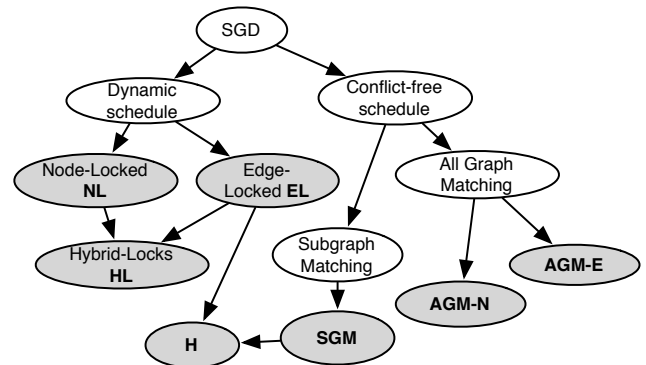 SGD
Dynamic
schedule
Conflict-free
schedule
Node-Locked
NL
Edge-
Locked EL
All Graph
Matching
Hybrid-Locks
HL
Subgraph
Matching
AGM-E
AGM-N
H
SGM